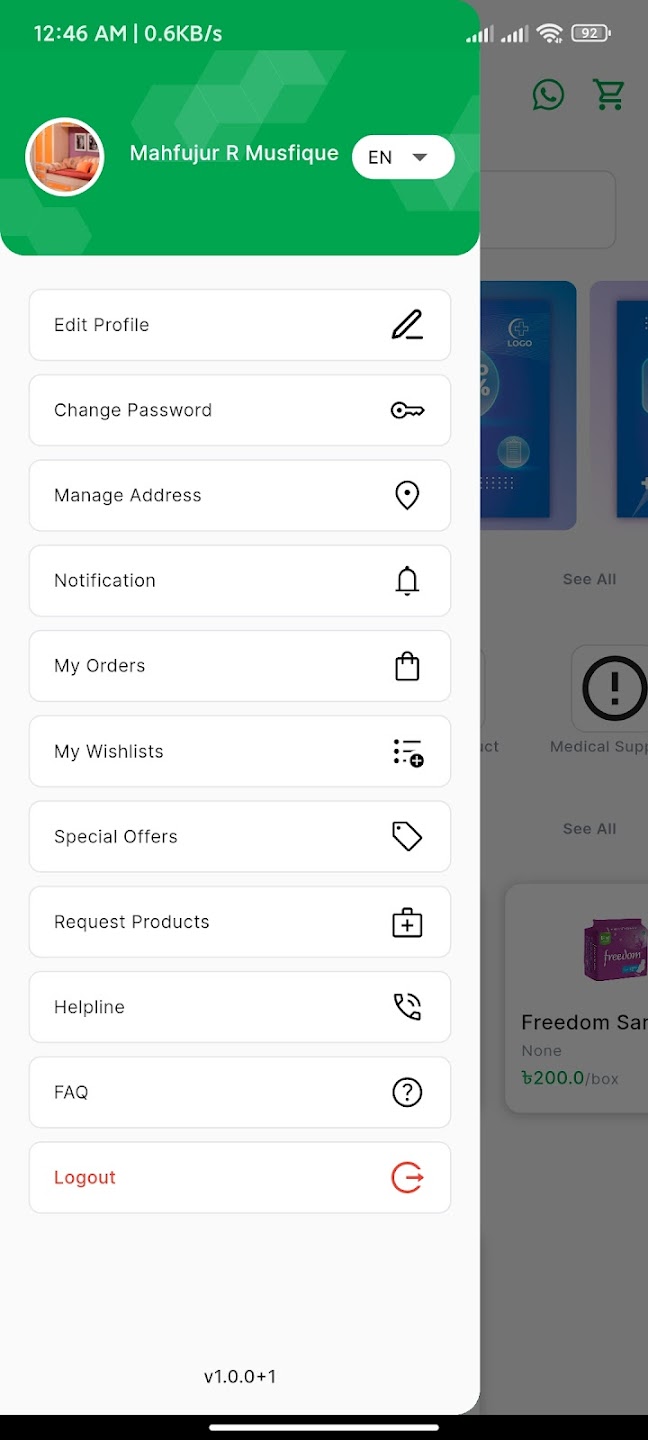 12:46 AM | 0.6KB/s
92
Mahfujur R Musfique
EN
LOGO
%
Edit Profile
Change Password
Manage Address
Notification
See All
My Orders
uct
Medical Supp
My Wishlists
Special Offers
See All
Request Products
freedom
Helpline
Freedom Sar
None
৳200.0/box
FAQ
Logout
v1.0.0+1